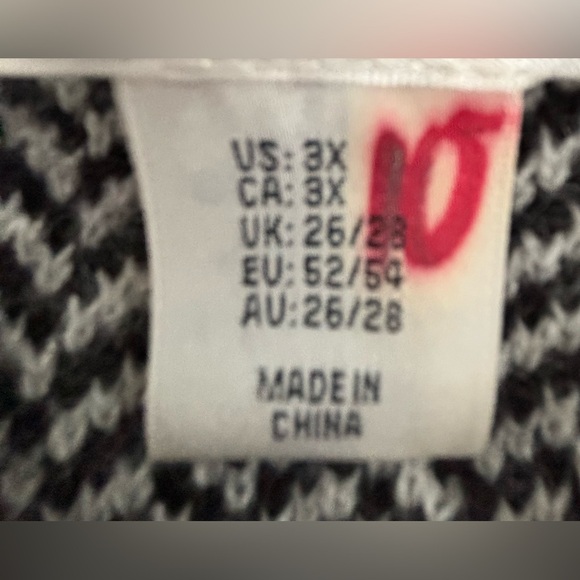 US: 3X
CA: 3X
UK: 26/28
EU: 52/54
AU: 26/28
MADE IN
CHINA
10